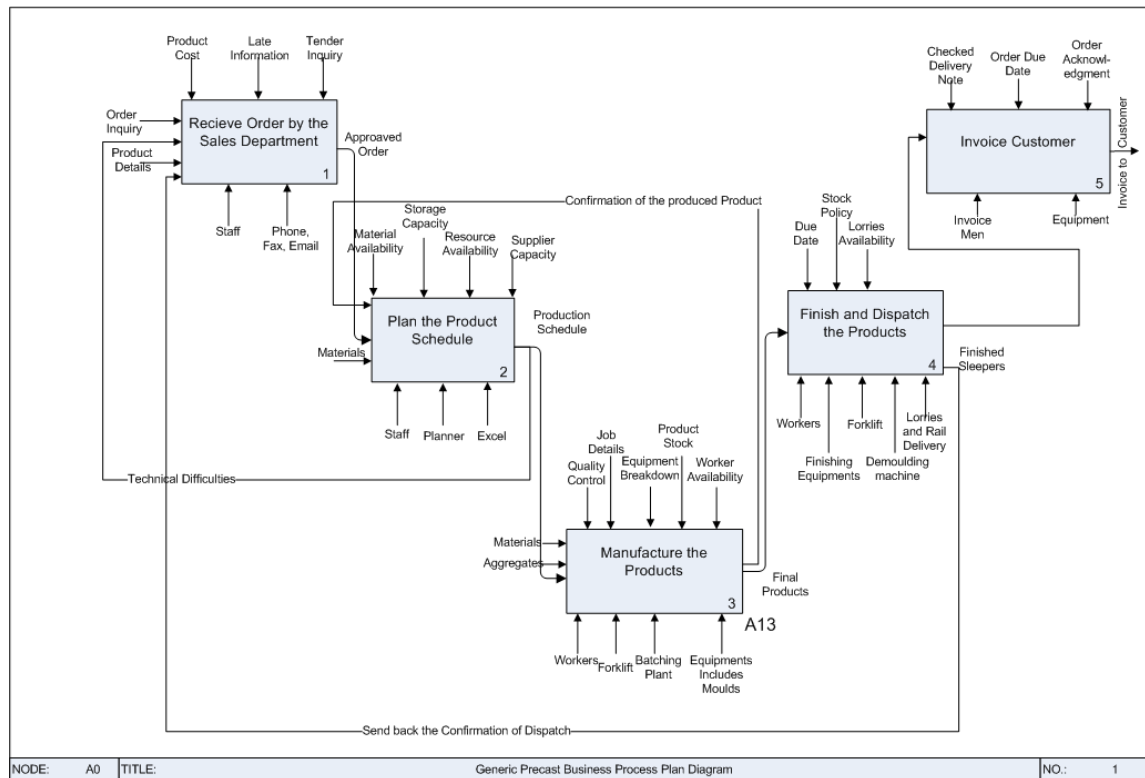 Product
Cost
Late
Information
Tender
Inquiry
Order
Inquiry
Product
Details
Recieve Order by the
Sales Department
1
Approaved
Order
Staff
Phone,
Fax, Email
Checked
Delivery
Note
Order Due
Date
Order
Acknowl-
edgment
Invoice Customer
5
Invoice to Customer
Invoice
Men
Equipment
Confirmation of the produced Product
Material
Availability
Storage
Capacity
Resource
Availability
Supplier
Capacity
Materials
Plan the Product
Schedule
2
Production
Schedule
Staff
Planner
Excel
Technical Difficulties
Due
Date
Stock
Policy
Lorries
Availability
Finish and Dispatch
the Products
4
Finished
Sleepers
Workers
Finishing
Equipments
Forklift
Demoulding
machine
Lorries
and Rail
Delivery
Quality
Control
Job
Details
Equipment
Breakdown
Product
Stock
Worker
Availability
Materials
Aggregates
Manufacture the
Products
3
A13
Final
Products
Workers
Forklift
Batching
Plant
Equipments
Includes
Moulds
Send back the Confirmation of Dispatch
NODE: A0 TITLE: Generic Precast Business Process Plan Diagram NO.: 1